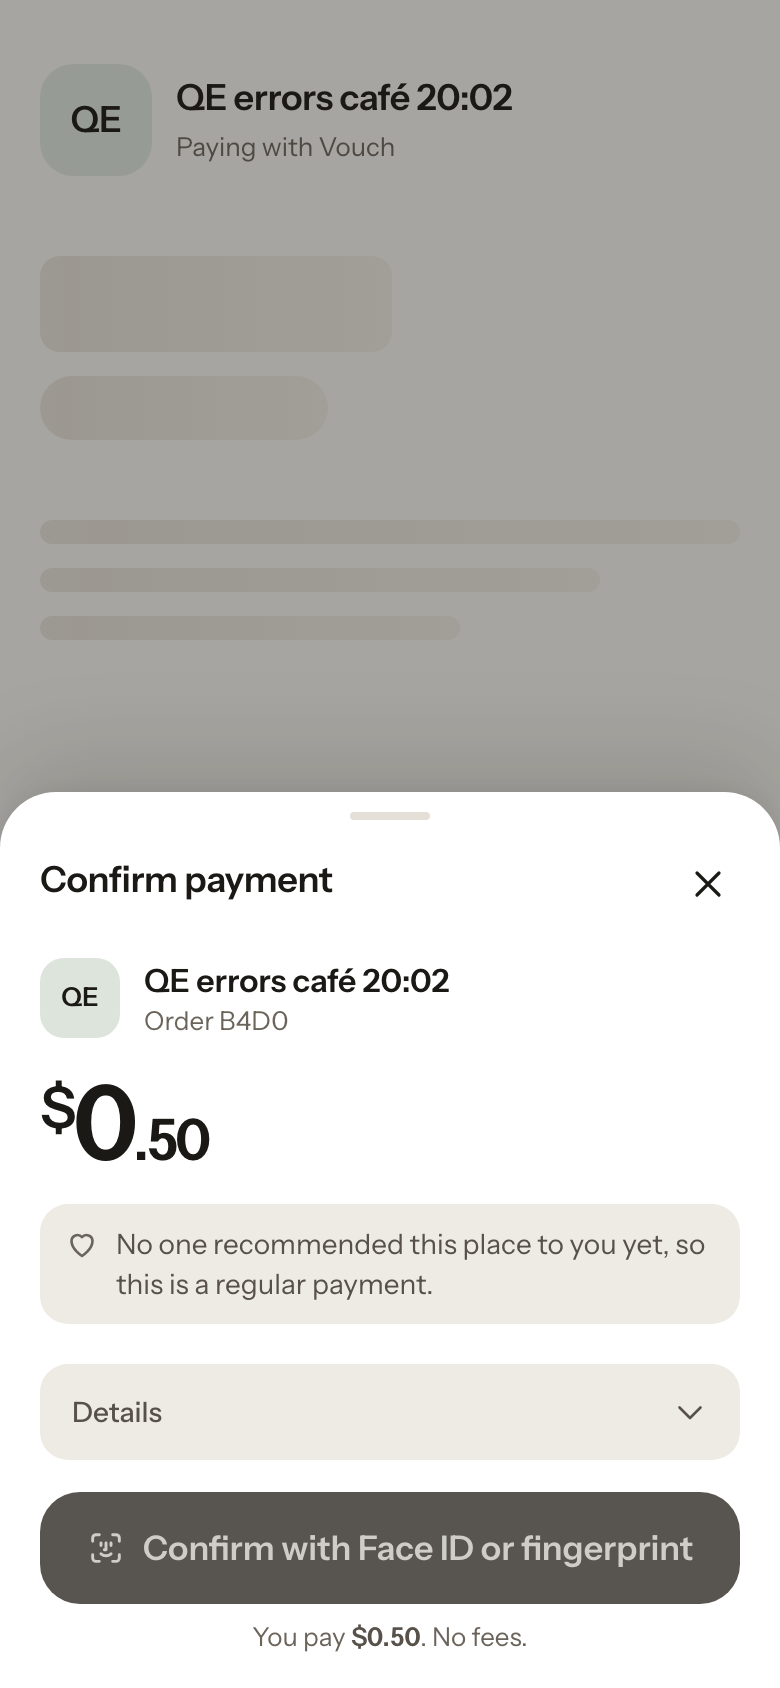 QE
QE errors café 20:02
Paying with Vouch
Confirm payment
QE
QE errors café 20:02
Order B4D0
$0.50
No one recommended this place to you yet, so
this is a regular payment.
Details
Confirm with Face ID or fingerprint
You pay $0.50. No fees.